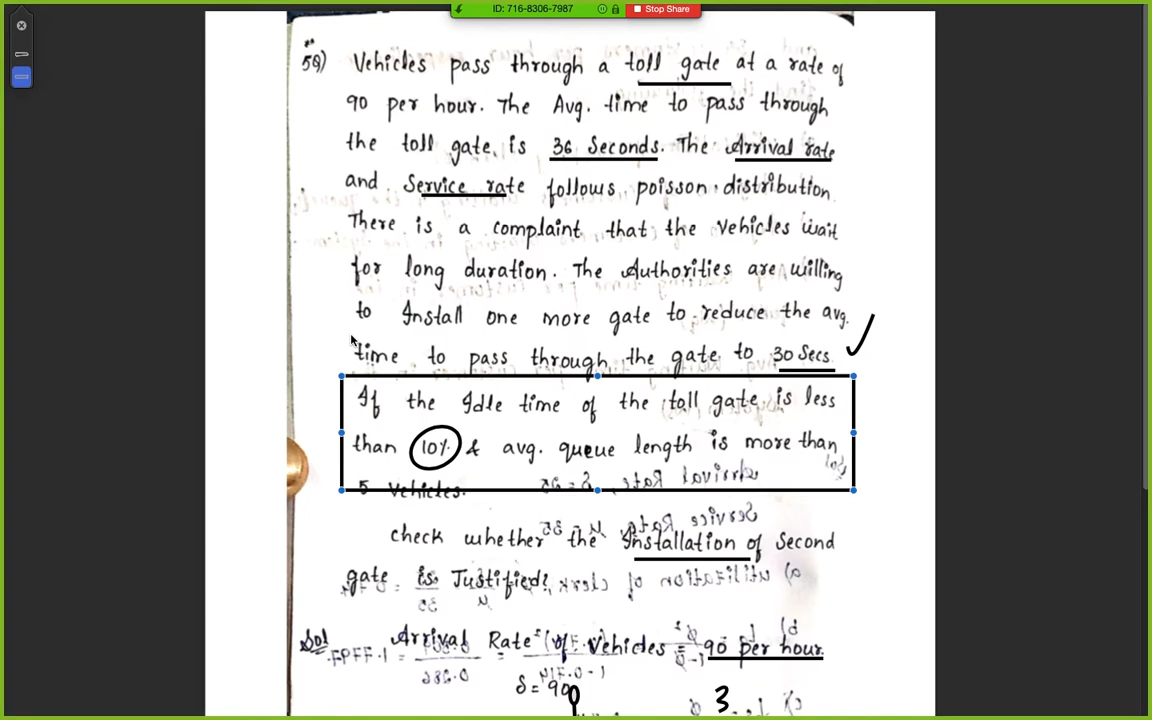 ID: 716-8306-7987 Stop Share
5Q) Vehicles pass through a toll gate at a rate of
90 per hour. The Avg. time to pass through
the toll gate is 36 Seconds. The Arrival rate
and Service rate follows poisson distribution
There is a complaint that the vehicles wait
for long duration. The Authorities are willing
to Install one more gate to reduce the avg.
time to pass through the gate to 30 Secs
If the Idle time of the toll gate is less
than 10% & avg. queue length is more than
5 vehicles.
check whether the Installation of Second
gate is Justified?
Sol Arrival Rate of vehicles = 90 per hour
δ = 90
3